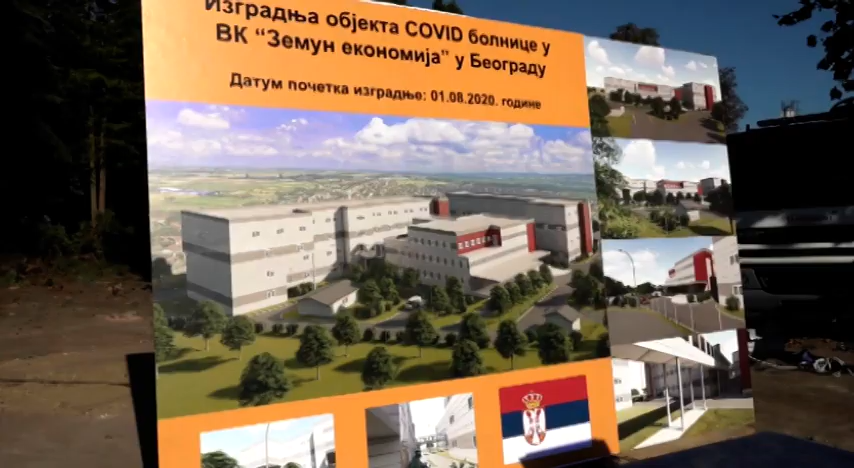 Изградња објекта COVID болнице у
ВК “Земун економија” у Београду
Датум почетка изградње: 01.08.2020. године